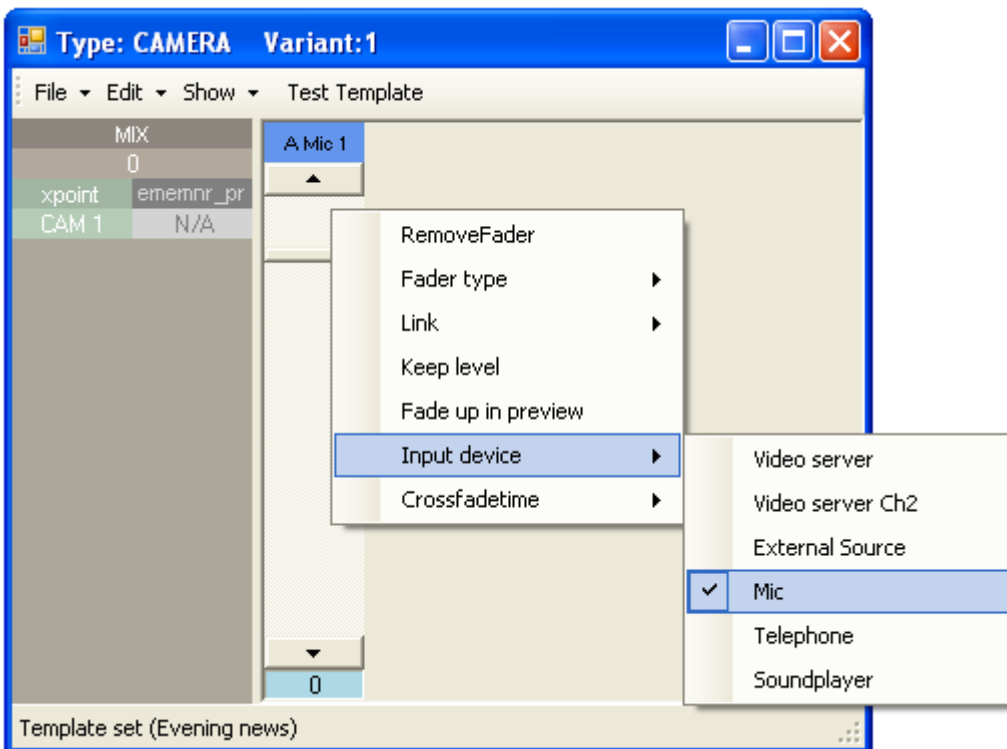 Type: CAMERA Variant:1
File Edit Show Test Template
MIX
0
xpoint ememnr_pr
CAM 1 N/A
A Mic 1
RemoveFader
Fader type
Link
Keep level
Fade up in preview
Input device
Crossfadetime
Video server
Video server Ch2
External Source
Mic
Telephone
Soundplayer
0
Template set (Evening news)